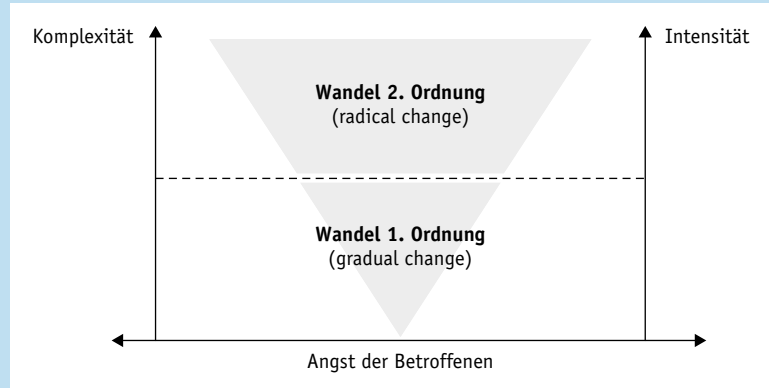 Komplexität
Intensität
Wandel 2. Ordnung
(radical change)
Wandel 1. Ordnung
(gradual change)
Angst der Betroffenen